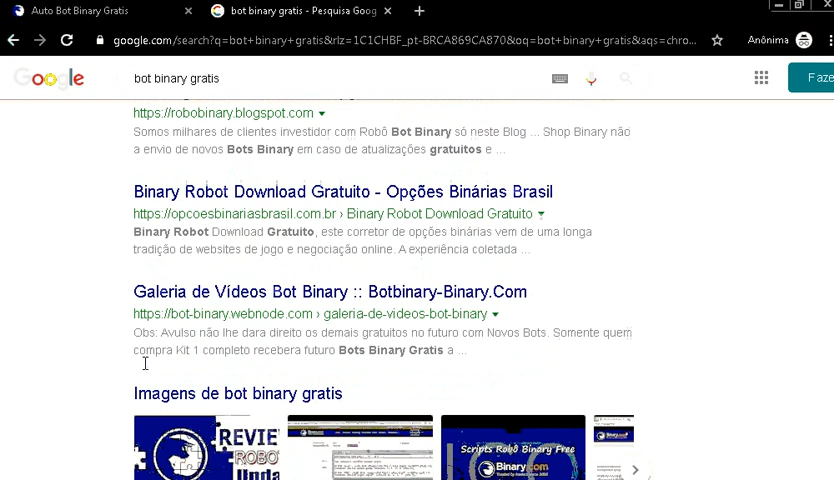 Auto Bot Binary Gratis
bot binary gratis - Pesquisa Goog
google.com/search?q=bot+binary+gratis&rlz=1C1CHBF_pt-BRCA869CA870&oq=bot+binary+gratis&aqs=chro...
Anônima
Google
bot binary gratis
Faze
https://robobinary.blogspot.com
Somos milhares de clientes investidor com Robô Bot Binary só neste Blog ... Shop Binary não
a envio de novos Bots Binary em caso de atualizações gratuitos e ...
Binary Robot Download Gratuito - Opções Binárias Brasil
https://opcoesbinariasbrasil.com.br › Binary Robot Download Gratuito
Binary Robot Download Gratuito, este corretor de opções binárias vem de uma longa
tradição de websites de jogo e negociação online. A experiência coletada ...
Galeria de Vídeos Bot Binary :: Botbinary-Binary.Com
https://bot-binary.webnode.com › galeria-de-videos-bot-binary
Obs: Avulso não lhe dara direito os demais gratuitos no futuro com Novos Bots. Somente quem
compra Kit 1 completo recebera futuro Bots Binary Gratis a ...
Imagens de bot binary gratis
REVIE
ROBO
Upda
Scripts Robô Binary Free
Binary.com